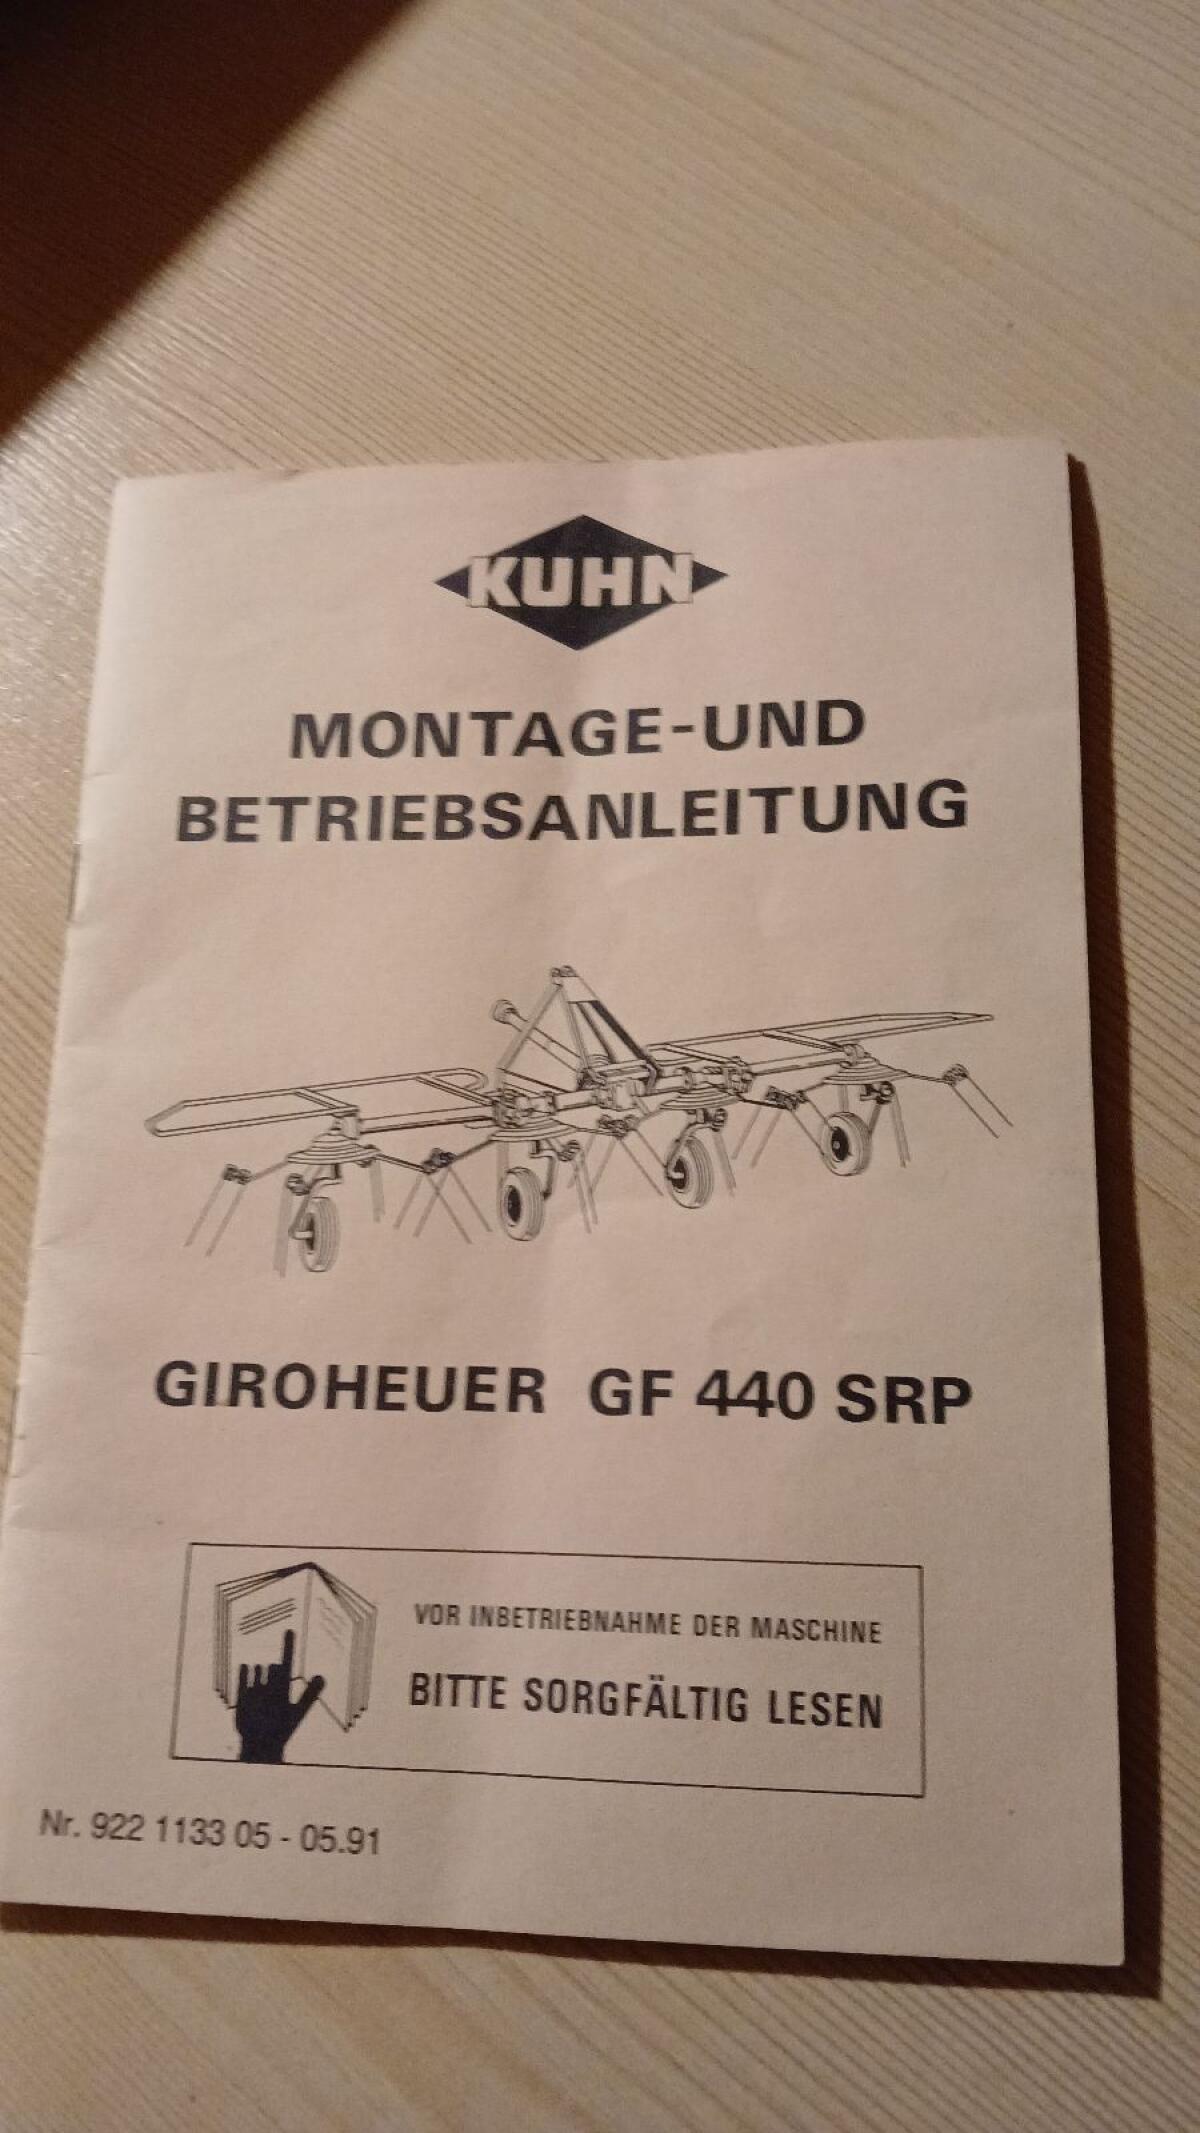 KUHN
MONTAGE-UND
BETRIEBSANLEITUNG
GIROHEUER GF 440 SRP
VOR INBETRIEBNAHME DER MASCHINE
BITTE SORGFÄLTIG LESEN
Nr. 922 1133 05 - 05.91